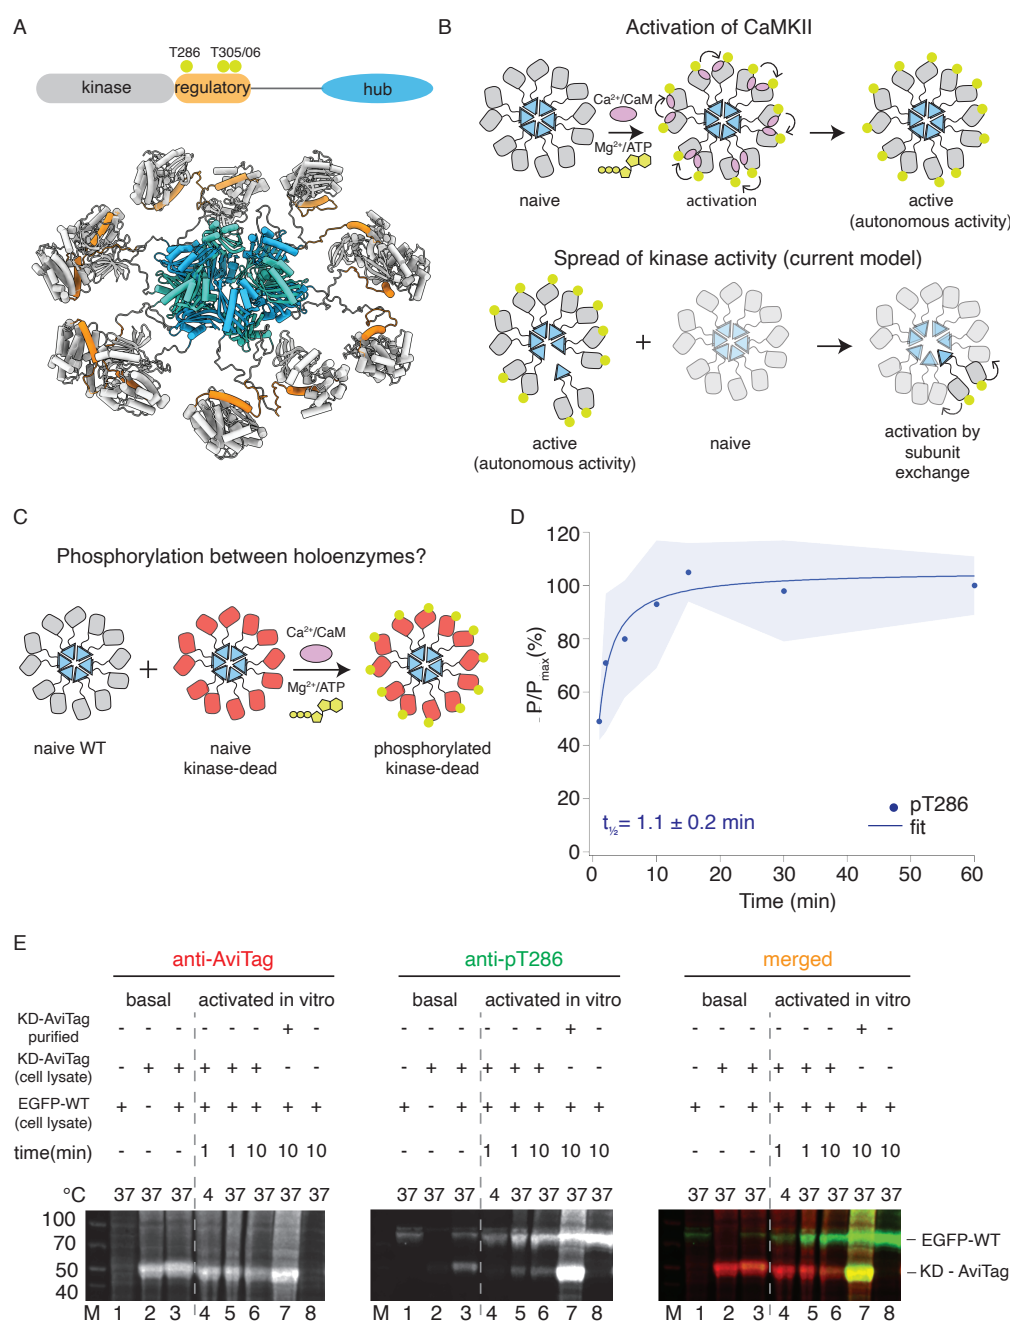 A
T286
T305/06
kinase
regulatory
hub
B
Activation of CaMKII
Ca²⁺/CaM
Mg²⁺/ATP
naive
activation
active
(autonomous activity)
Spread of kinase activity (current model)
+
active
(autonomous activity)
naive
activation by
subunit
exchange
C
Phosphorylation between holoenzymes?
+
Ca²⁺/CaM
Mg²⁺/ATP
naive WT
naive
kinase-dead
phosphorylated
kinase-dead
D
120
100
80
60
40
20
0
P/Pmax(%)
t½= 1.1 ± 0.2 min
pT286
fit
0 10 20 30 40 50 60
Time (min)
E
anti-AviTag anti-pT286 merged
basal activated in vitro basal activated in vitro basal activated in vitro
KD-AviTag
purified
- - - - - - + - - - - - - - + - - - - - - - + -
KD-AviTag
(cell lysate)
- + + + + + - - - + + + + + - - - + + + + + - -
EGFP-WT
(cell lysate)
+ - + + + + + + + - + + + + + + + - + + + + + +
time(min) - - - 1 1 10 10 10 - - - 1 1 10 10 10 - - - 1 1 10 10 10
°C 37 37 37 4 37 37 37 37 37 37 37 4 37 37 37 37 37 37 37 4 37 37 37 37
100
70
50
40
EGFP-WT
KD - AviTag
M 1 2 3 4 5 6 7 8 M 1 2 3 4 5 6 7 8 M 1 2 3 4 5 6 7 8